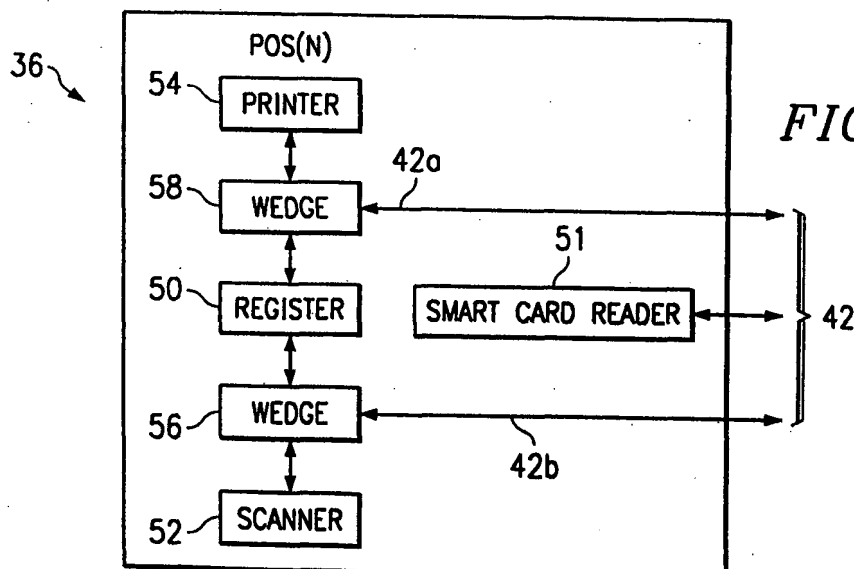 POS(N)
36
54
PRINTER
FIG
58
WEDGE
42a
51
50
REGISTER
SMART CARD READER
42
56
WEDGE
42b
52
SCANNER